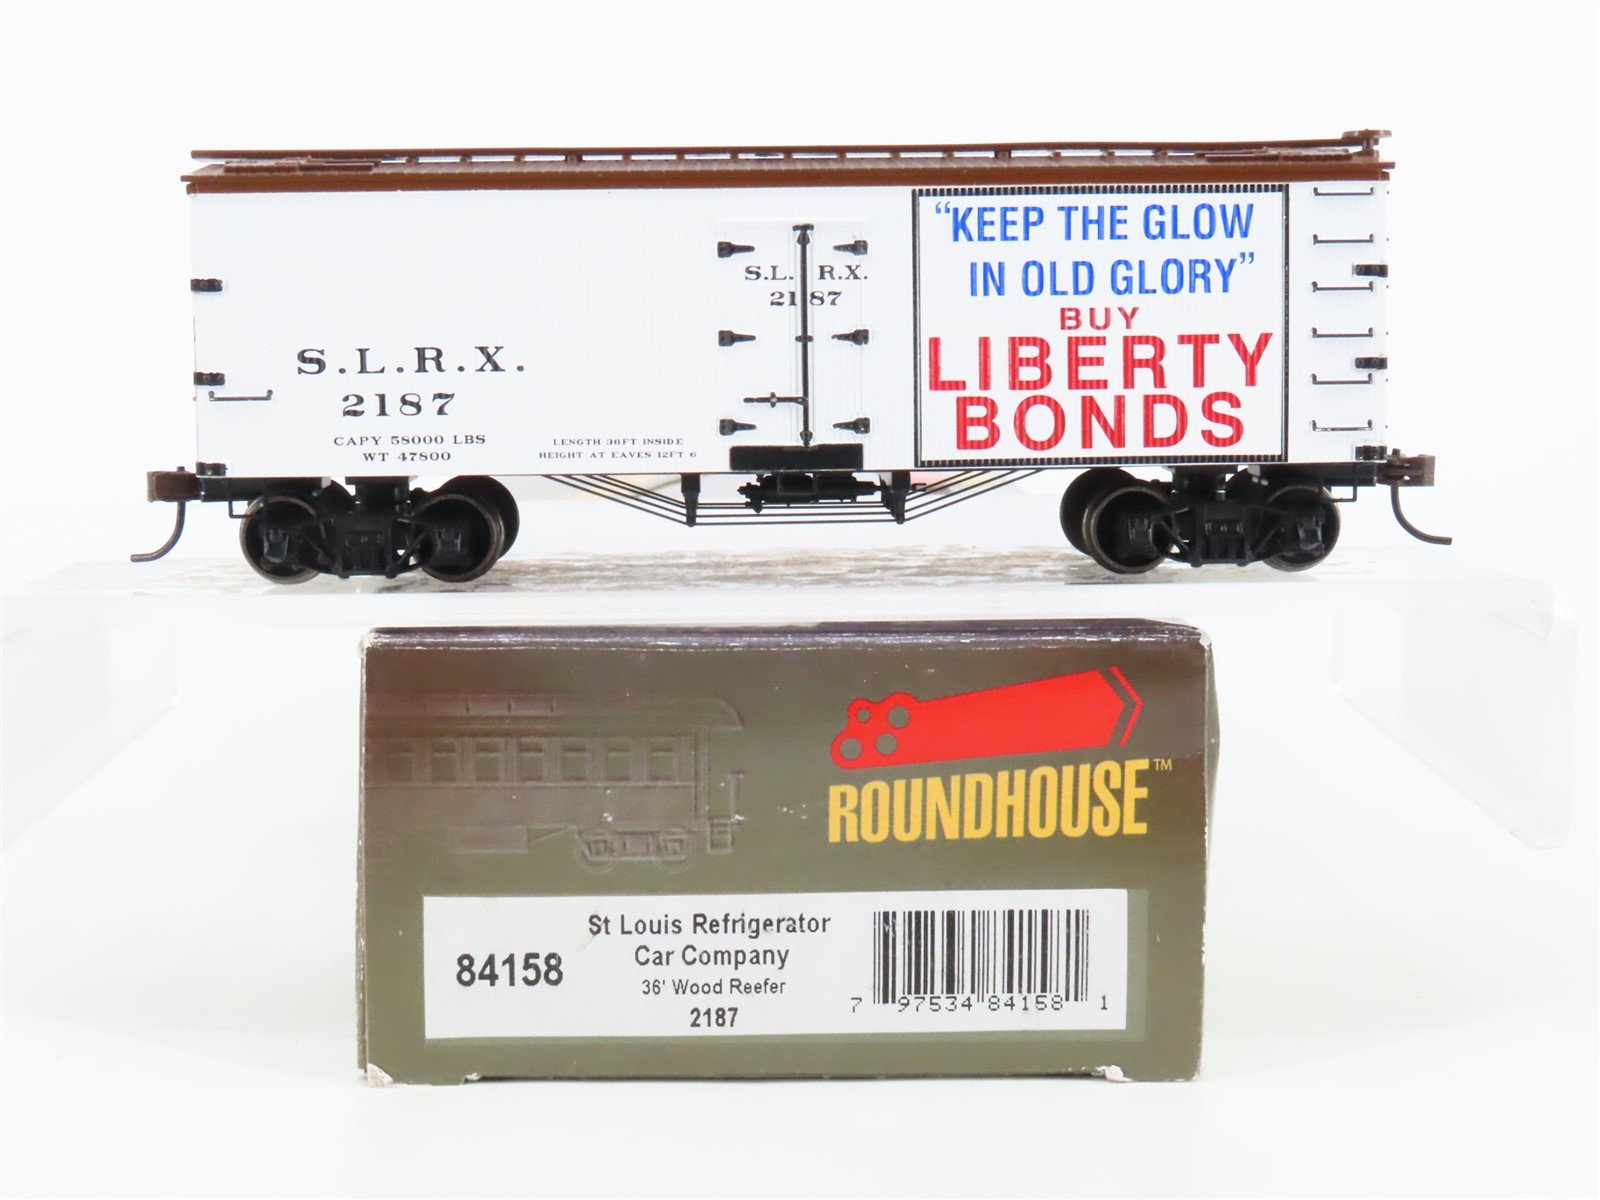 S.L.R.X.
2187
CAPY 58000 LBS
WT 47800
LENGTH 36FT INSIDE
HEIGHT AT EAVES 12FT 6
S.L. R.X.
2187
"KEEP THE GLOW
IN OLD GLORY"
BUY
LIBERTY
BONDS
ROUNDHOUSE™
84158
St Louis Refrigerator
Car Company
36' Wood Reefer
2187
7 97534 84158 1